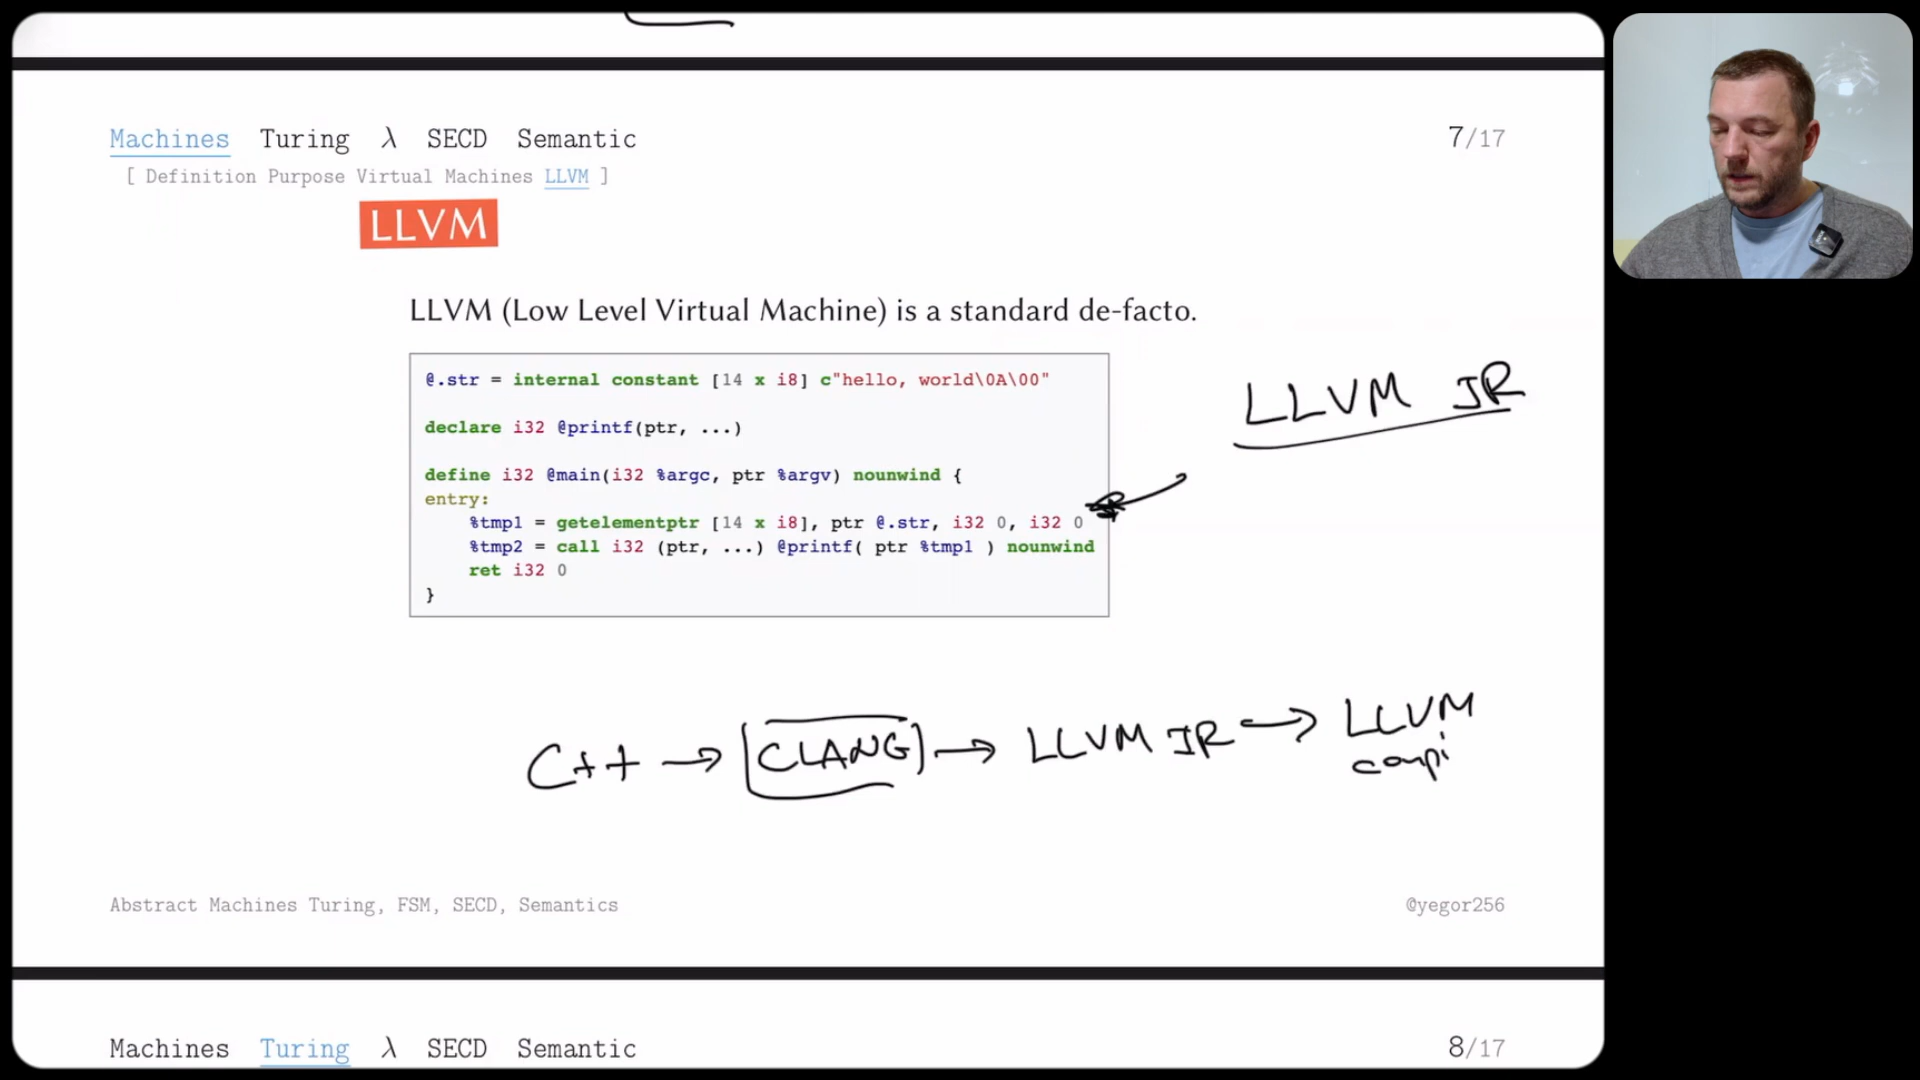 Machines Turing λ SECD Semantic 7/17
[ Definition Purpose Virtual Machines LLVM ]
LLVM
LLVM (Low Level Virtual Machine) is a standard de-facto.
@.str = internal constant [14 x i8] c"hello, world\0A\00"
declare i32 @printf(ptr, ...)
define i32 @main(i32 %argc, ptr %argv) nounwind {
entry:
%tmp1 = getelementptr [14 x i8], ptr @.str, i32 0, i32 0
%tmp2 = call i32 (ptr, ...) @printf( ptr %tmp1 ) nounwind
ret i32 0
}
LLVM IR
C++ → [CLANG] → LLVM IR → LLVM
compi
Abstract Machines Turing, FSM, SECD, Semantics @yegor256
Machines Turing λ SECD Semantic 8/17